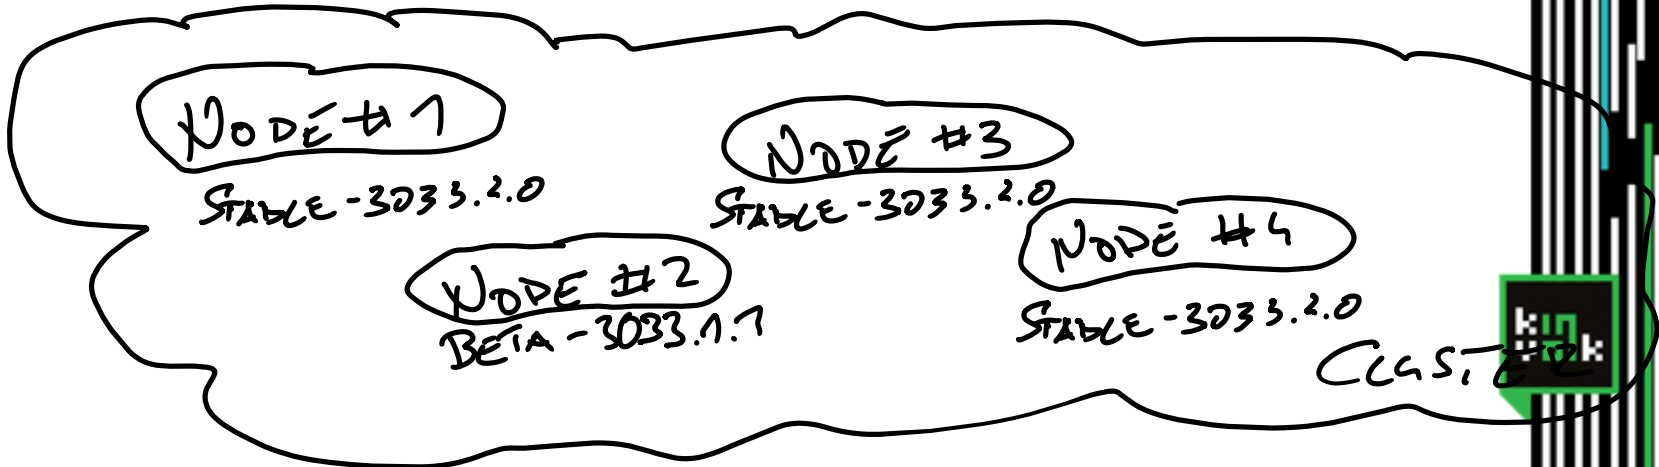 NODE #1
STABLE-3033.2.0
NODE #3
STABLE-3033.2.0
NODE #2
BETA-3033.1.1
NODE #4
STABLE-3033.2.0
CLUSTER